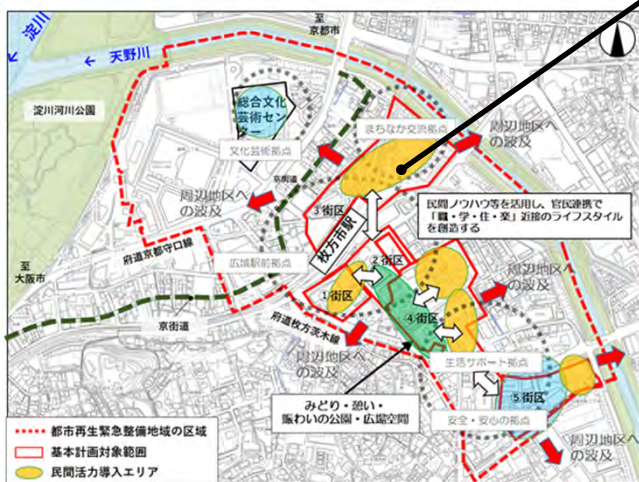 至
京都市
淀川
← 天野川
京都府道
淀川河川公園
総合文化
芸術セン
ター
文化芸術拠点
まちなか交流拠点
周辺地区へ
の波及
京街道
周辺地区へ
の波及
3街区
民間ノウハウ等を活用し、官民連携で
「職・学・住・楽」近接のライフスタイル
を創造する
枚方市駅
府道京都守口線
広域駅前拠点
2街区
至
大阪市
1街区
周辺地区へ
の波及
④街区
京街道
府道枚方茨木線
周辺地区へ
の波及
生活サポート拠点
みどり・憩い・
賑わいの公園・広場空間
⑤街区
安全・安心の拠点
周辺地区へ
の波及
都市再生緊急整備地域の区域
基本計画対象範囲
民間活力導入エリア